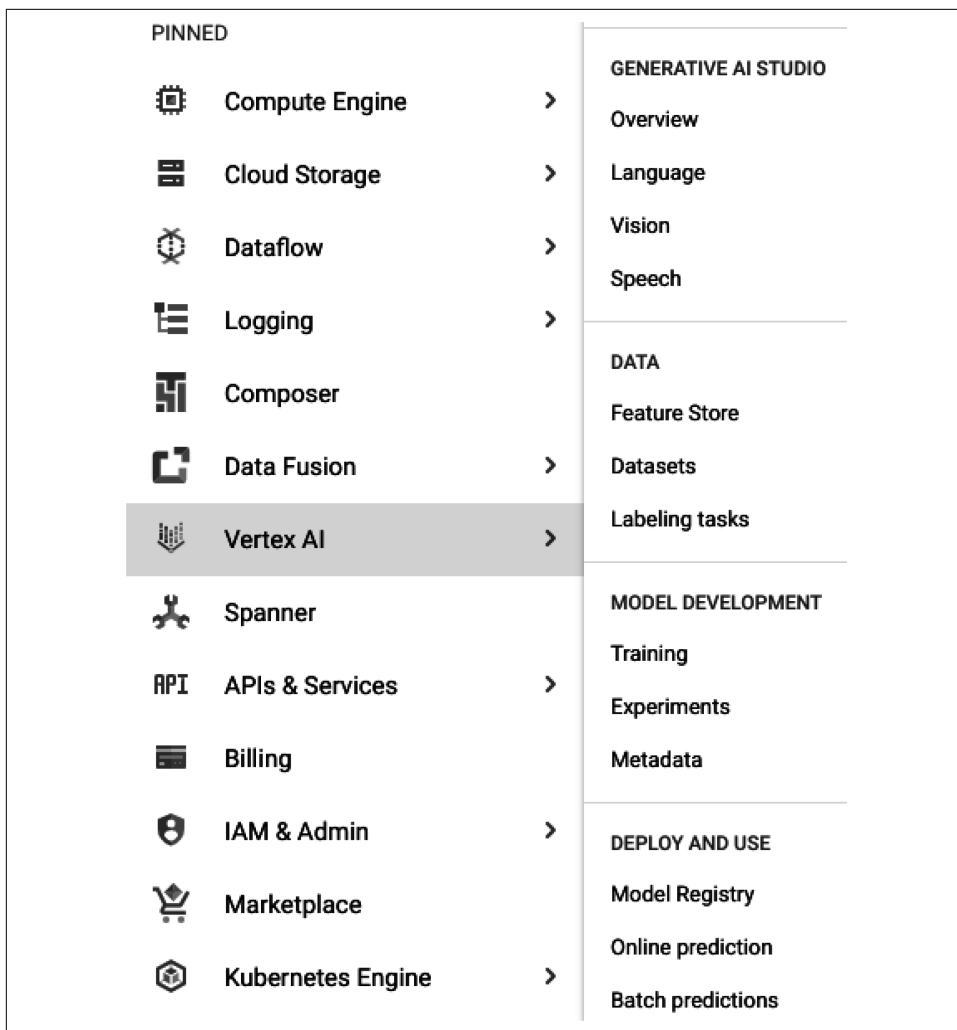 PINNED
Compute Engine
Cloud Storage
Dataflow
Logging
Composer
Data Fusion
Vertex AI
Spanner
API APIs & Services
Billing
IAM & Admin
Marketplace
Kubernetes Engine
GENERATIVE AI STUDIO
Overview
Language
Vision
Speech
DATA
Feature Store
Datasets
Labeling tasks
MODEL DEVELOPMENT
Training
Experiments
Metadata
DEPLOY AND USE
Model Registry
Online prediction
Batch predictions